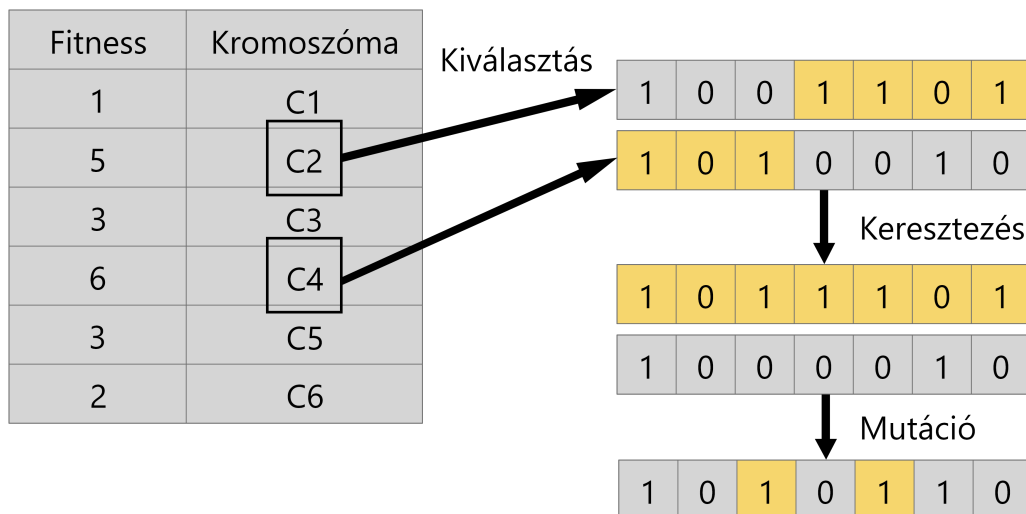 Fitness Kromoszóma
1 C1
5 C2
3 C3
6 C4
3 C5
2 C6
Kiválasztás
1 0 0 1 1 0 1
1 0 1 0 0 1 0
Keresztezés
1 0 1 1 1 0 1
1 0 0 0 0 1 0
Mutáció
1 0 1 0 1 1 0